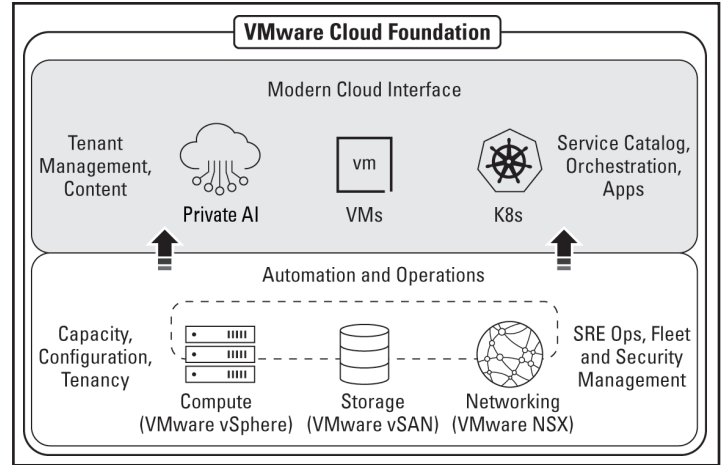 VMware Cloud Foundation
Modern Cloud Interface
Tenant
Management,
Content
Private AI
vm
VMs
K8s
Service Catalog,
Orchestration,
Apps
Automation and Operations
Capacity,
Configuration,
Tenancy
Compute
(VMware vSphere)
Storage
(VMware vSAN)
Networking
(VMware NSX)
SRE Ops, Fleet
and Security
Management